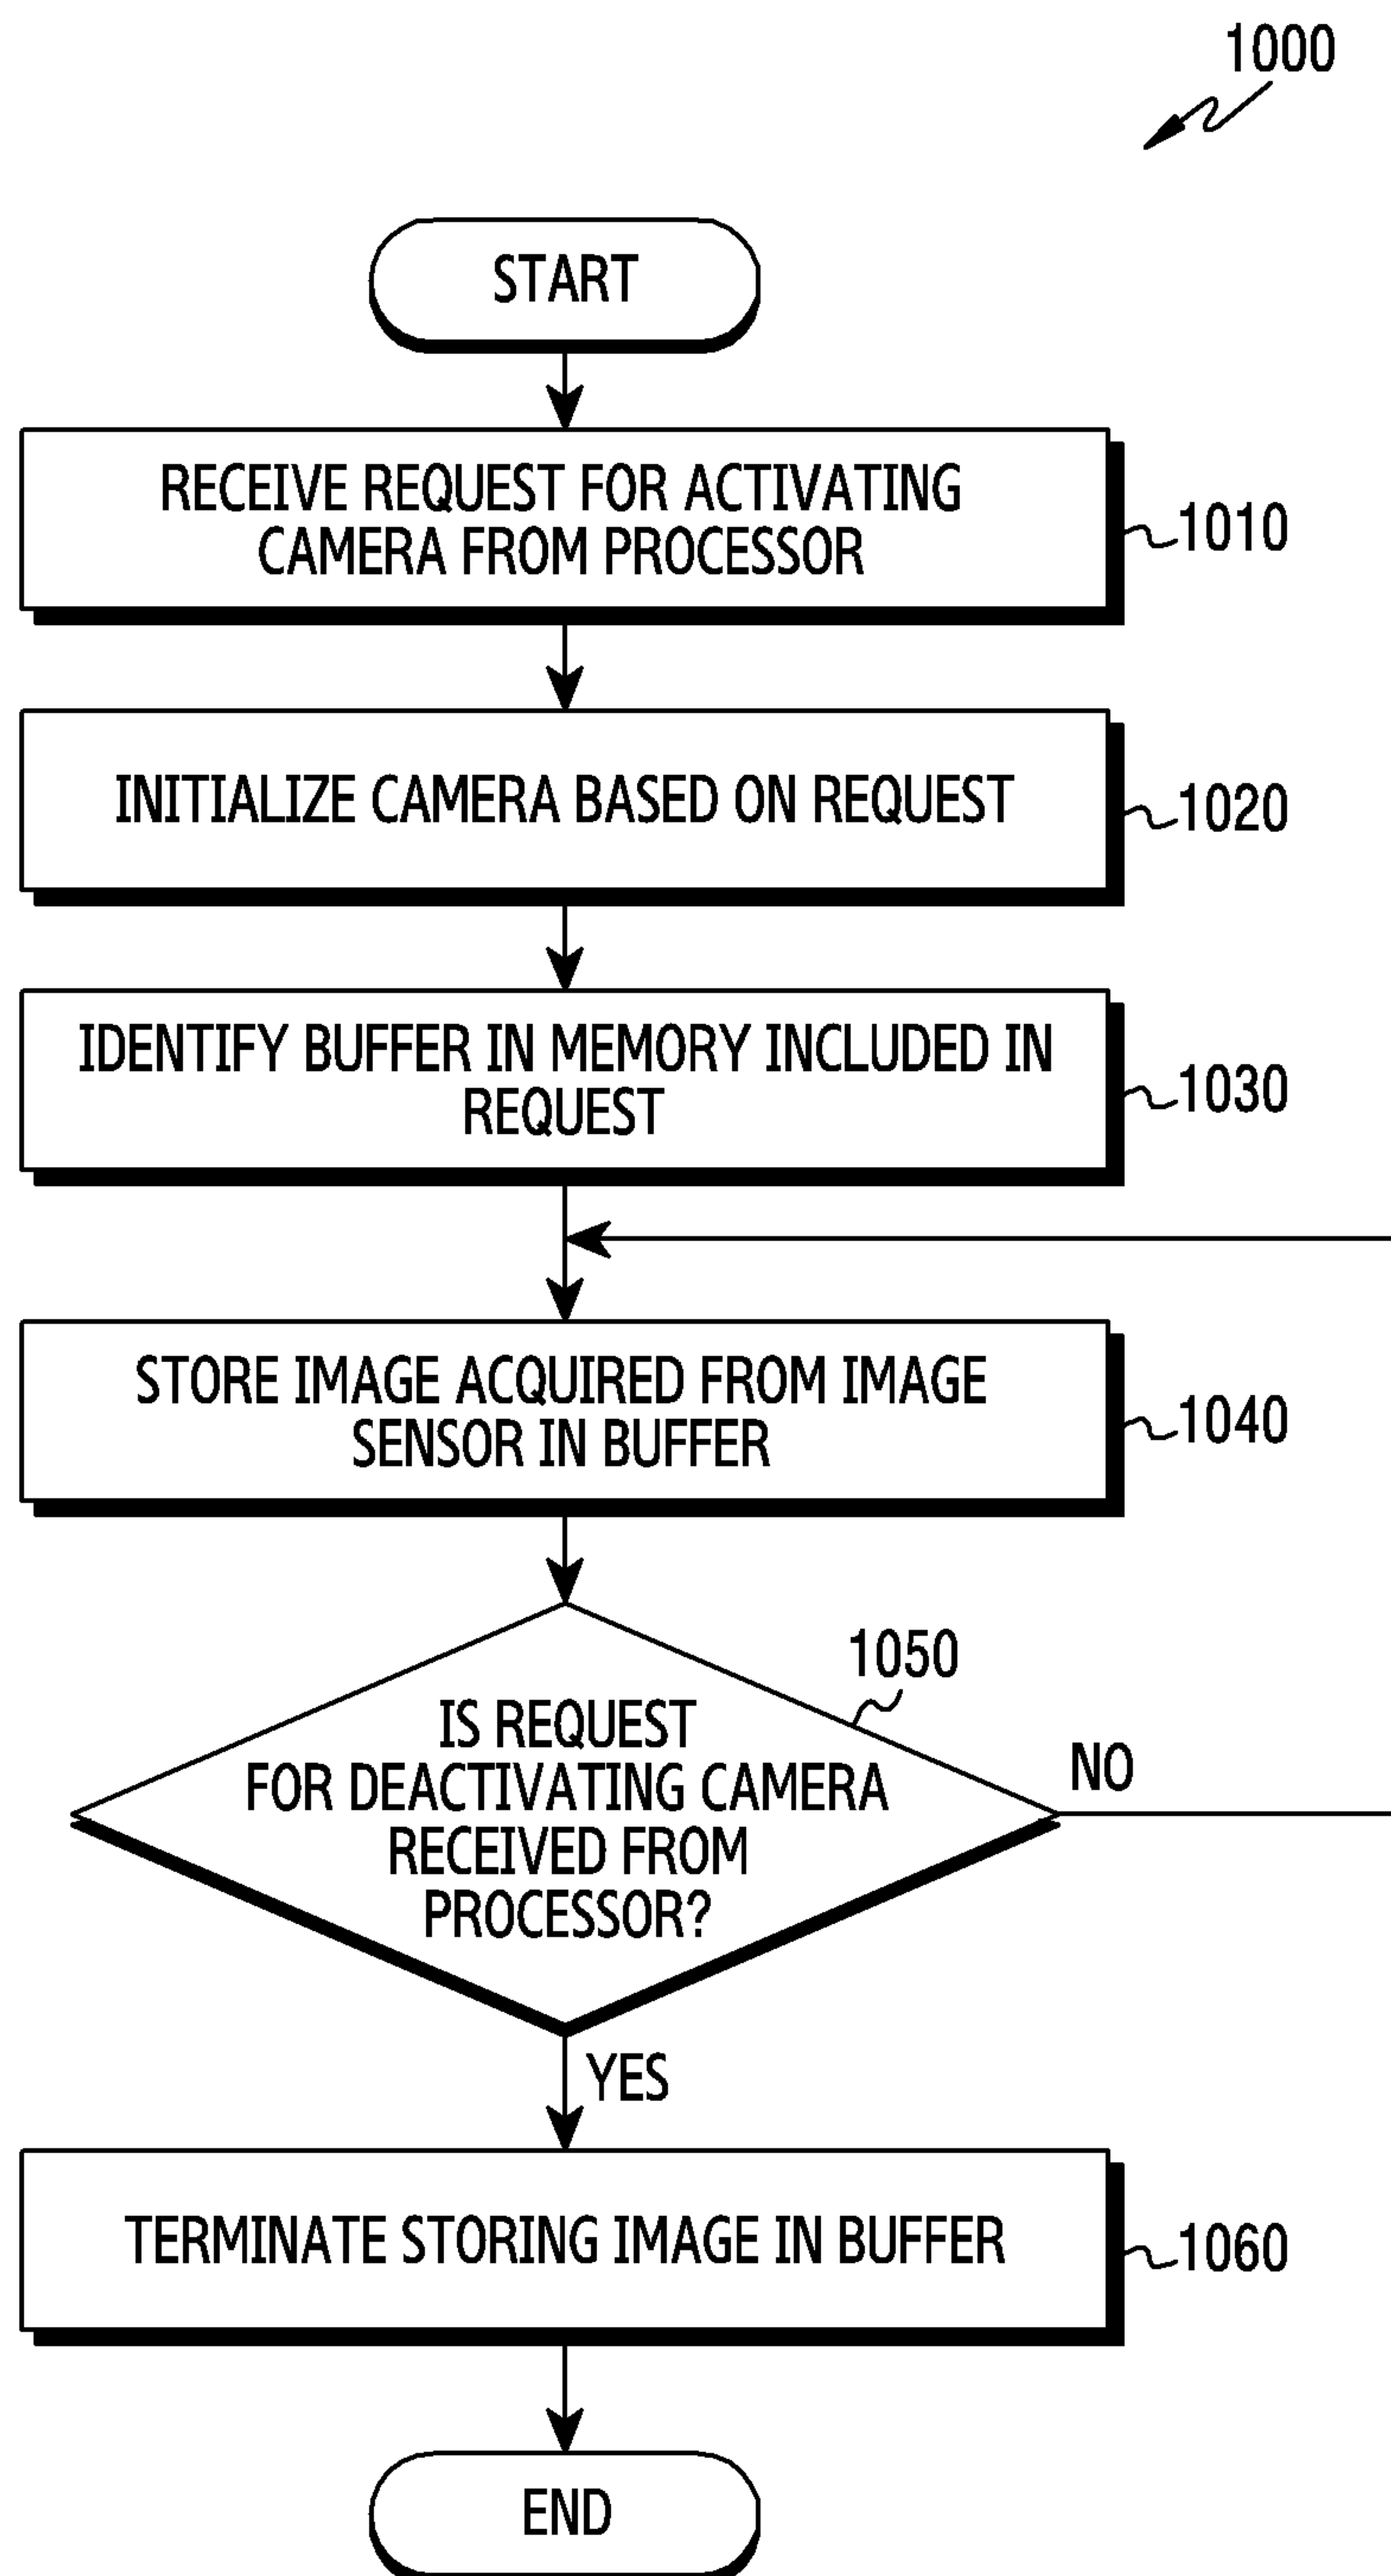 1000
START
RECEIVE REQUEST FOR ACTIVATING
CAMERA FROM PROCESSOR
1010
INITIALIZE CAMERA BASED ON REQUEST
1020
IDENTIFY BUFFER IN MEMORY INCLUDED IN
REQUEST
1030
STORE IMAGE ACQUIRED FROM IMAGE
SENSOR IN BUFFER
1040
1050
IS REQUEST
FOR DEACTIVATING CAMERA
RECEIVED FROM
PROCESSOR?
NO
YES
TERMINATE STORING IMAGE IN BUFFER
1060
END